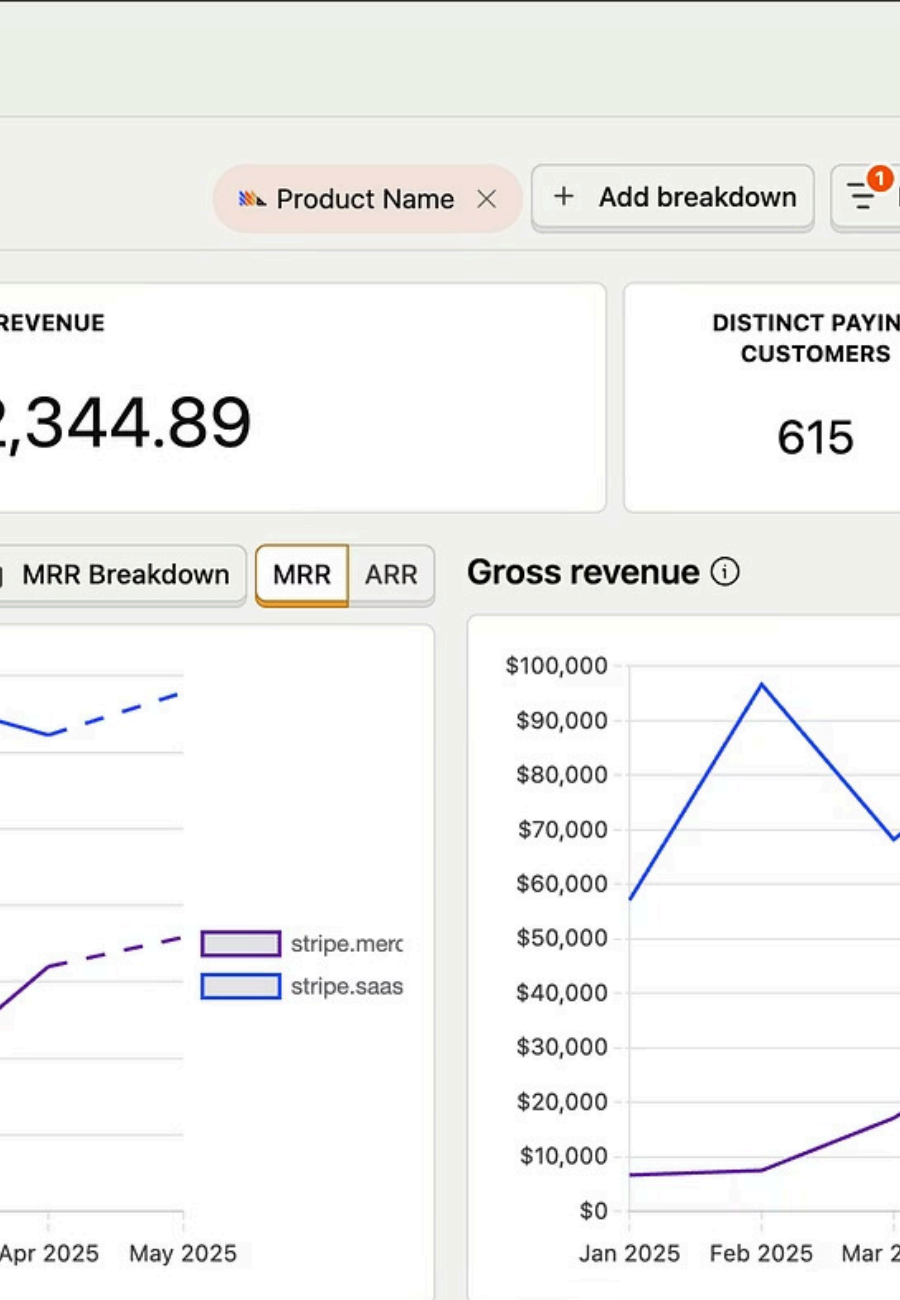 Product Name
Add breakdown
1
REVENUE
DISTINCT PAYIN
CUSTOMERS
2,344.89
615
MRR Breakdown
MRR
ARR
Gross revenue
stripe.merc
stripe.saas
Apr 2025
May 2025
$100,000
$90,000
$80,000
$70,000
$60,000
$50,000
$40,000
$30,000
$20,000
$10,000
$0
Jan 2025
Feb 2025
Mar 2